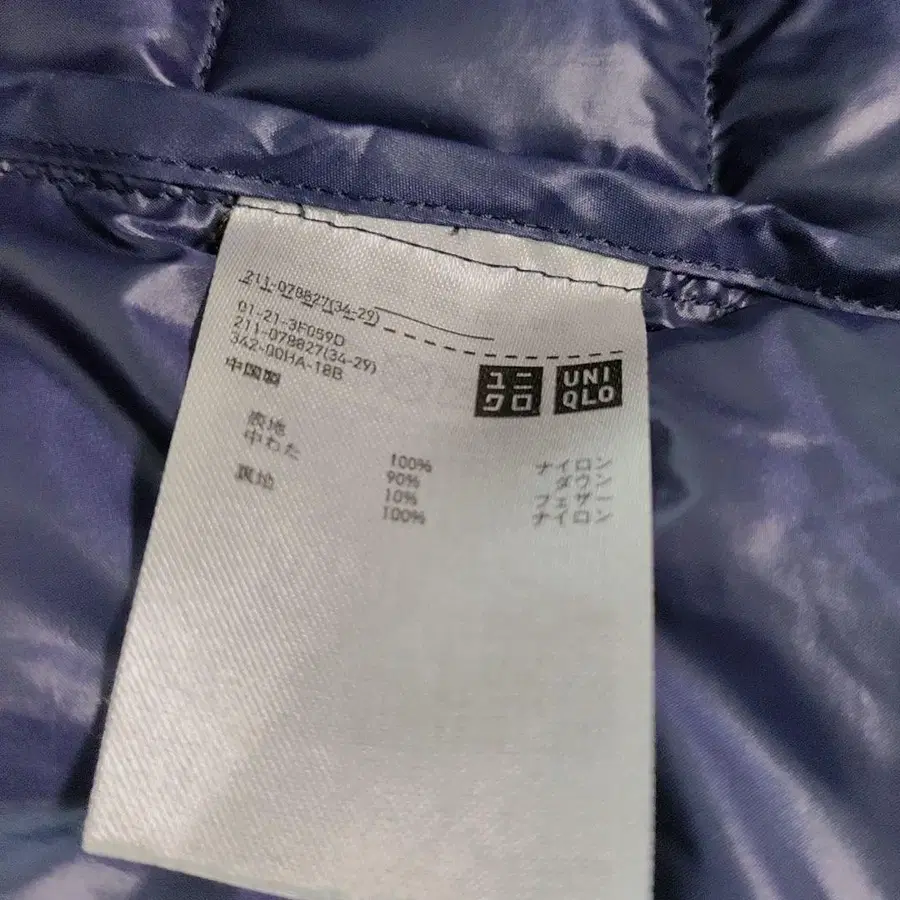 211-078827(34-29)
01-21-3F059D
211-078827(34-29)
342-00HA-18B
中国製
ユニ
クロ
UNI
QLO
表地 100% ナイロン
中わた 90% ダウン
10% フェザー
裏地 100% ナイロン